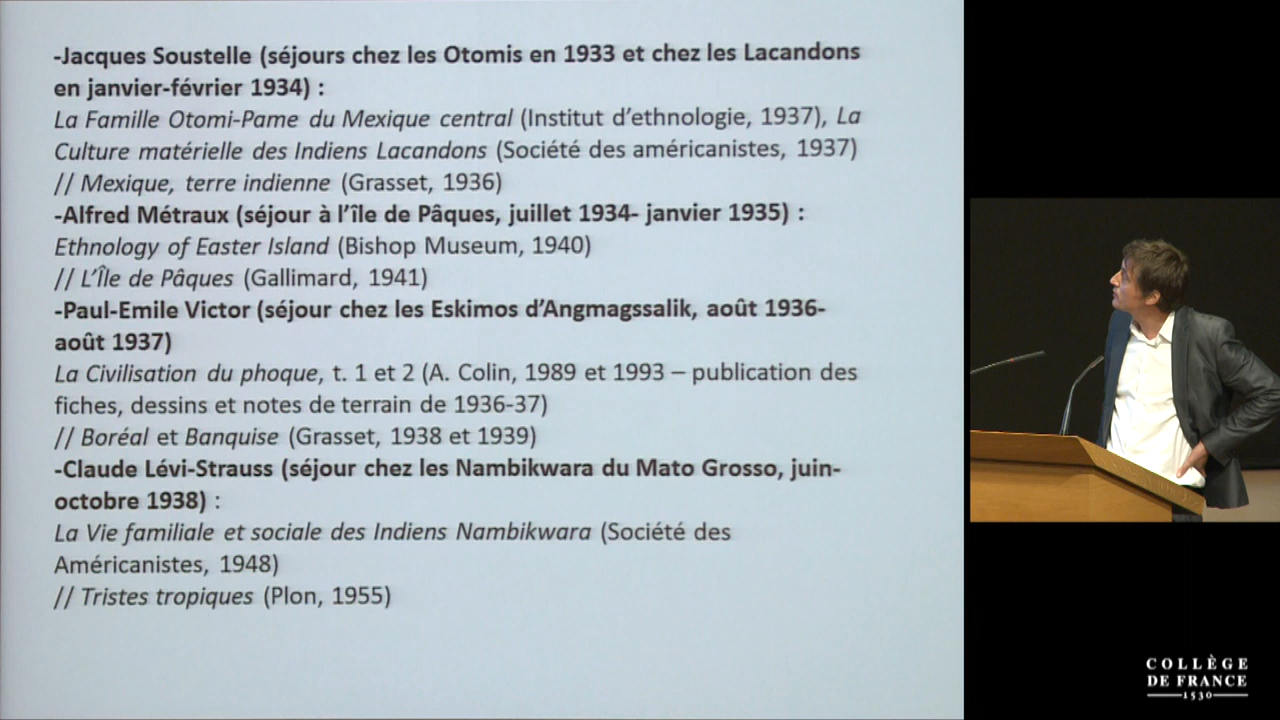 -Jacques Soustelle (séjours chez les Otomis en 1933 et chez les Lacandons
en janvier-février 1934) :
La Famille Otomi-Pame du Mexique central (Institut d'ethnologie, 1937), La
Culture matérielle des Indiens Lacandons (Société des américanistes, 1937)
// Mexique, terre indienne (Grasset, 1936)
-Alfred Métraux (séjour à l'île de Pâques, juillet 1934- janvier 1935) :
Ethnology of Easter Island (Bishop Museum, 1940)
// L'Île de Pâques (Gallimard, 1941)
-Paul-Emile Victor (séjour chez les Eskimos d'Angmagssalik, août 1936-
août 1937)
La Civilisation du phoque, t. 1 et 2 (A. Colin, 1989 et 1993 – publication des
fiches, dessins et notes de terrain de 1936-37)
// Boréal et Banquise (Grasset, 1938 et 1939)
-Claude Lévi-Strauss (séjour chez les Nambikwara du Mato Grosso, juin-
octobre 1938) :
La Vie familiale et sociale des Indiens Nambikwara (Société des
Américanistes, 1948)
// Tristes tropiques (Plon, 1955)
COLLÈGE
DE FRANCE
1530